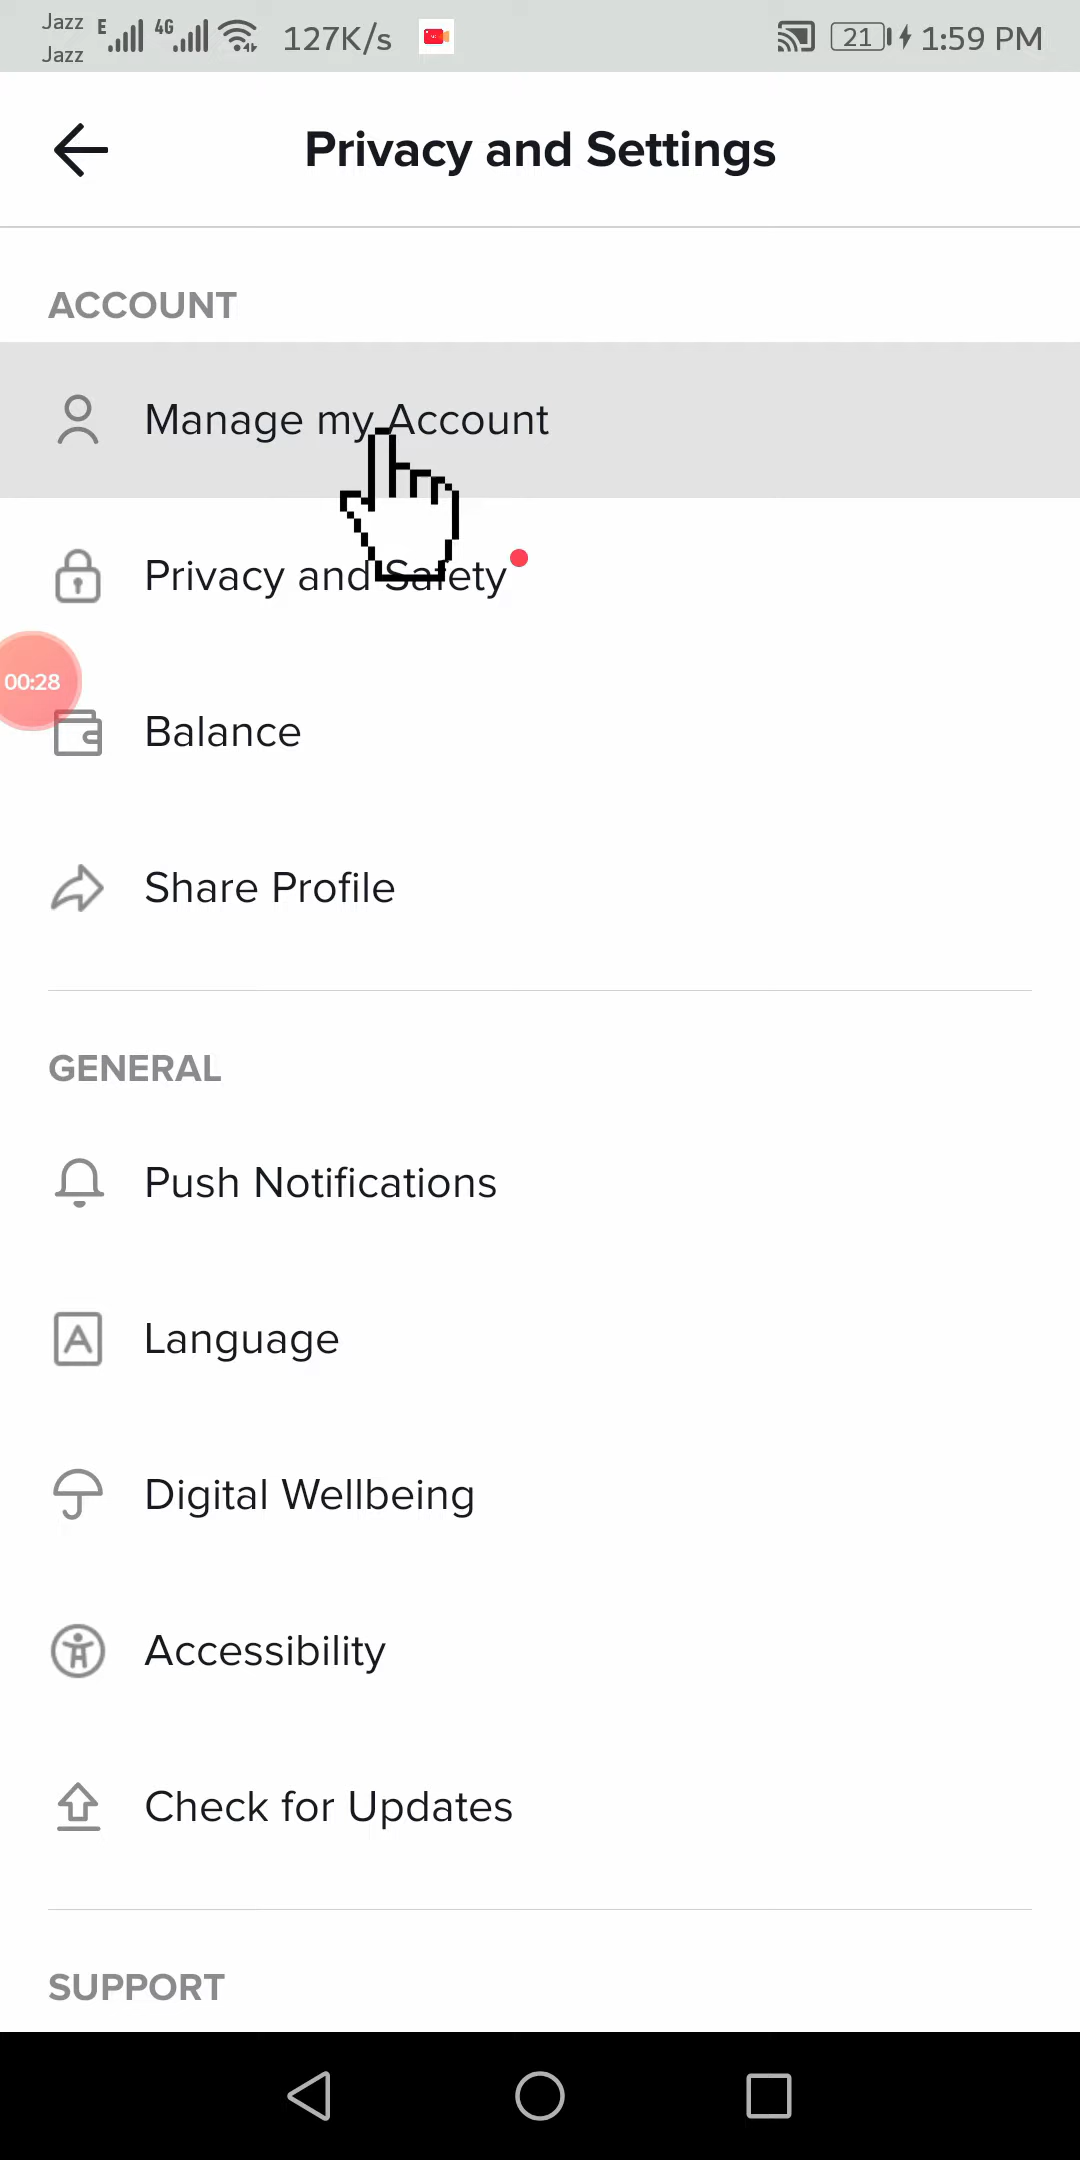 Jazz E 4G 127K/s 21 1:59 PM
Jazz
Privacy and Settings
ACCOUNT
Manage my Account
Privacy and Safety
00:28
Balance
Share Profile
GENERAL
Push Notifications
A Language
Digital Wellbeing
Accessibility
Check for Updates
SUPPORT